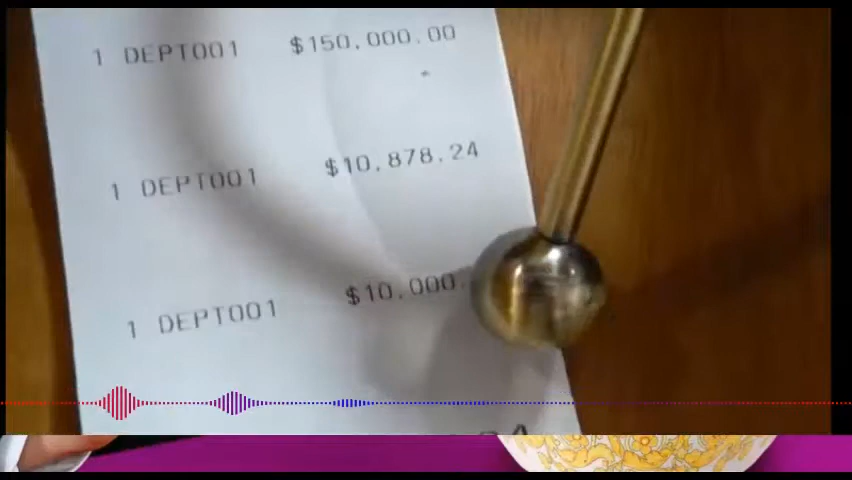 1 DEPT001 $150,000.00
1 DEPT001 $10,878.24
1 DEPT001 $10,000.